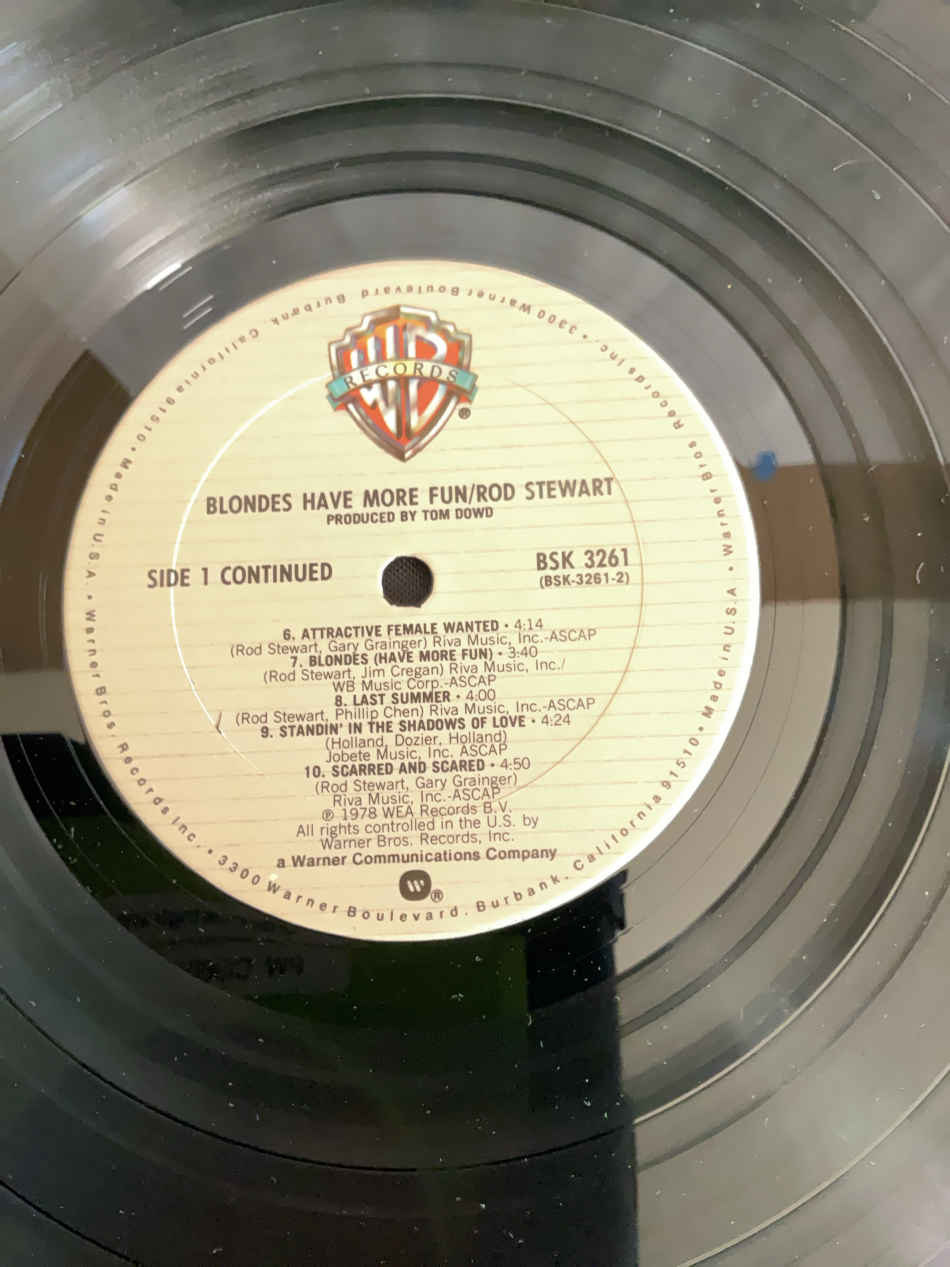 WB
RECORDS
®
BLONDES HAVE MORE FUN/ROD STEWART
PRODUCED BY TOM DOWD
SIDE 1 CONTINUED
BSK 3261
(BSK-3261-2)
6. ATTRACTIVE FEMALE WANTED • 4:14
(Rod Stewart, Gary Grainger) Riva Music, Inc.-ASCAP
7. BLONDES (HAVE MORE FUN) • 3:40
(Rod Stewart, Jim Cregan) Riva Music, Inc./
WB Music Corp.-ASCAP
8. LAST SUMMER • 4:00
(Rod Stewart, Phillip Chen) Riva Music, Inc.-ASCAP
9. STANDIN' IN THE SHADOWS OF LOVE • 4:24
(Holland, Dozier, Holland)
Jobete Music, Inc. ASCAP
10. SCARRED AND SCARED • 4:50
(Rod Stewart, Gary Grainger)
Riva Music, Inc.-ASCAP
℗ 1978 WEA Records B.V.
All rights controlled in the U.S. by
Warner Bros. Records, Inc.
a Warner Communications Company
®
Warner Bros. Records Inc. • 3300 Warner Boulevard. Burbank. California 91510 • Made in U.S.A. •
Warner Bros. Records Inc. • 3300 Warner Boulevard Burbank California 91510 • Made in U.S.A. •